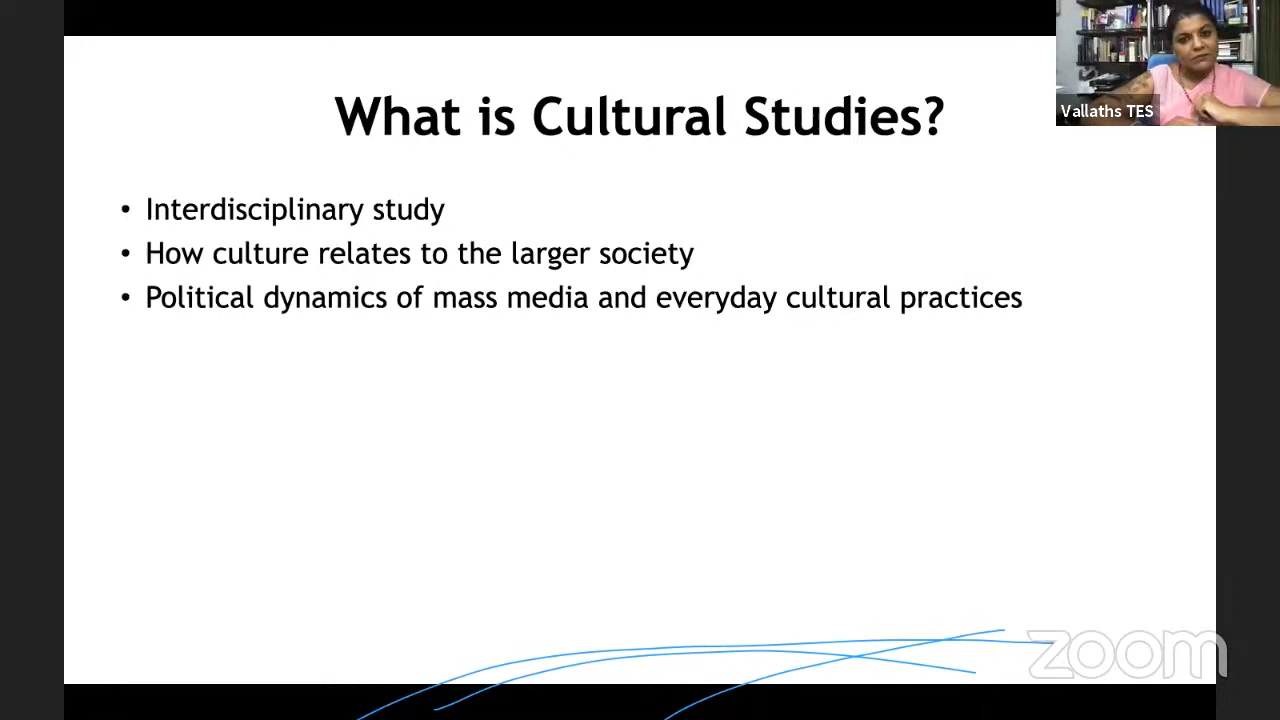 What is Cultural Studies?
Vallaths TES
• Interdisciplinary study
• How culture relates to the larger society
• Political dynamics of mass media and everyday cultural practices
zoom